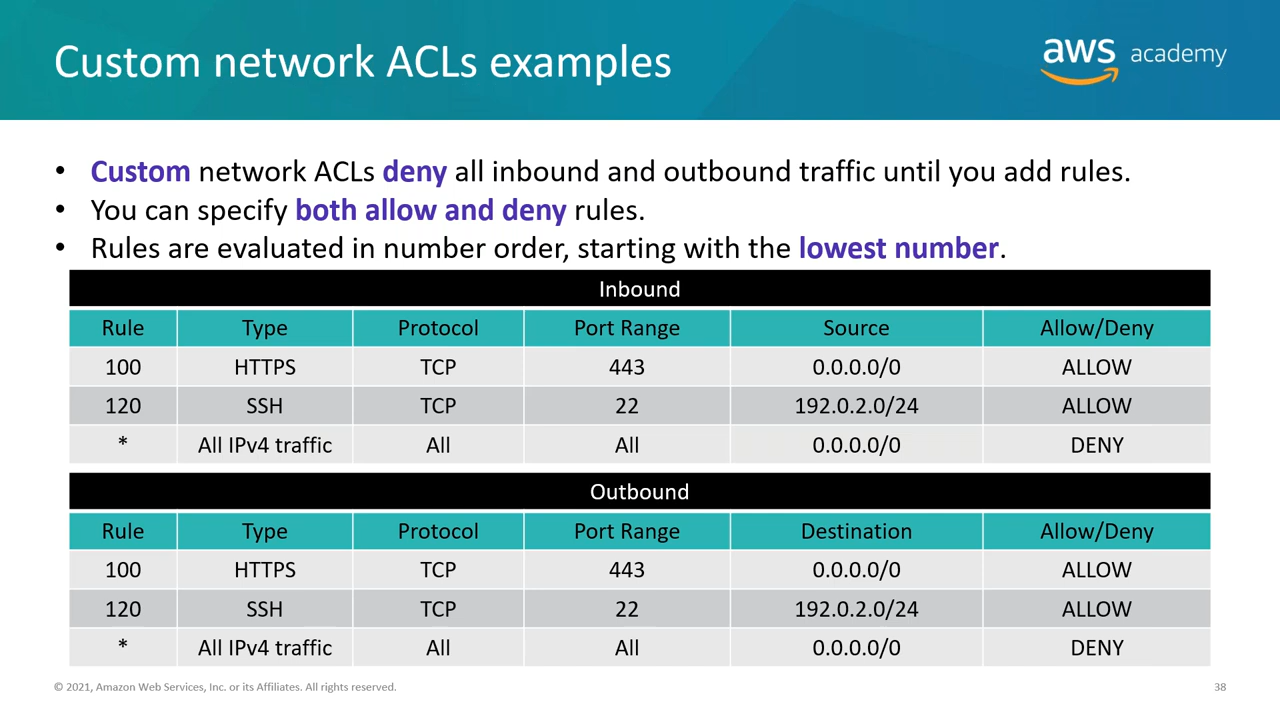 Custom network ACLs examples
aws academy
• Custom network ACLs deny all inbound and outbound traffic until you add rules.
• You can specify both allow and deny rules.
• Rules are evaluated in number order, starting with the lowest number.
Inbound
Rule Type Protocol Port Range Source Allow/Deny
100 HTTPS TCP 443 0.0.0.0/0 ALLOW
120 SSH TCP 22 192.0.2.0/24 ALLOW
* All IPv4 traffic All All 0.0.0.0/0 DENY
Outbound
Rule Type Protocol Port Range Destination Allow/Deny
100 HTTPS TCP 443 0.0.0.0/0 ALLOW
120 SSH TCP 22 192.0.2.0/24 ALLOW
* All IPv4 traffic All All 0.0.0.0/0 DENY
© 2021, Amazon Web Services, Inc. or its Affiliates. All rights reserved.
38